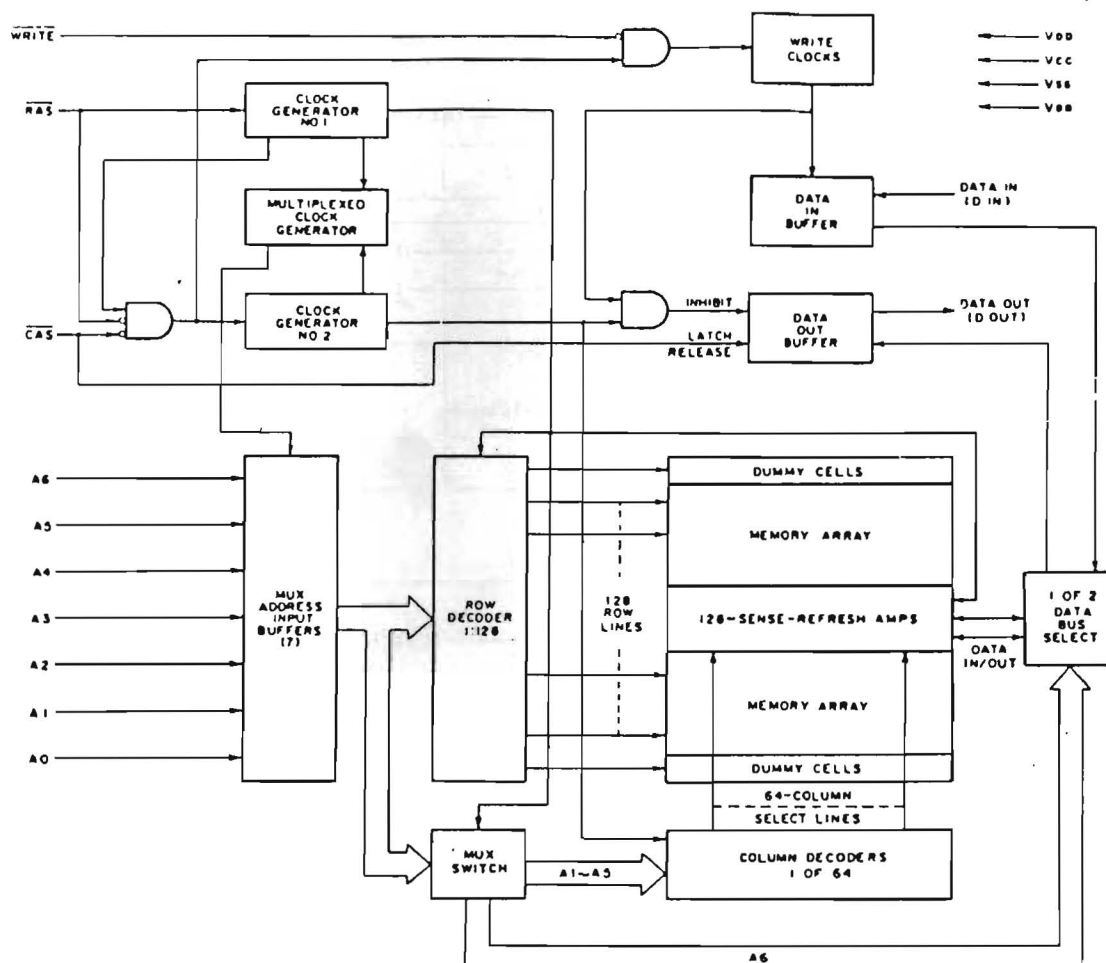 WRITE
WRITE
CLOCKS
VDD
VCC
VSS
VBB
RAS
CLOCK
GENERATOR
NO.1
MULTIPLEXED
CLOCK
GENERATOR
DATA
IN
BUFFER
DATA IN
(D IN)
CAS
CLOCK
GENERATOR
NO.2
INHIBIT
LATCH
RELEASE
DATA
OUT
BUFFER
DATA OUT
(D OUT)
A6
A5
A4
A3
A2
A1
A0
MUX
ADDRESS
INPUT
BUFFERS
(7)
ROW
DECODER
1:128
128
ROW
LINES
DUMMY CELLS
MEMORY ARRAY
128-SENSE-REFRESH AMPS
MEMORY ARRAY
DUMMY CELLS
DATA
IN/OUT
1 OF 2
DATA
BUS
SELECT
64-COLUMN
SELECT LINES
MUX
SWITCH
A1~A5
COLUMN DECODERS
1 OF 64
A6